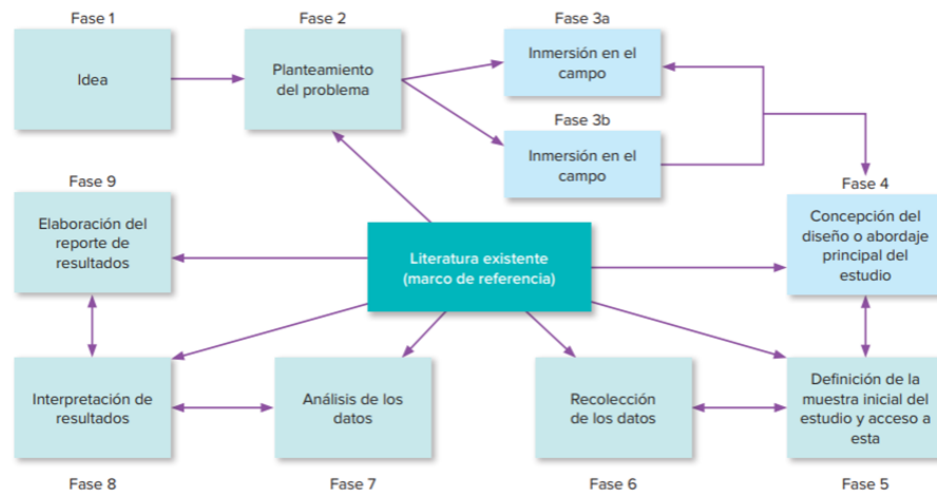 Fase 1
Idea
Fase 2
Planteamiento
del problema
Fase 3a
Inmersión en el
campo
Fase 3b
Inmersión en el
campo
Fase 4
Concepción del
diseño o abordaje
principal del
estudio
Fase 9
Elaboración del
reporte de
resultados
Literatura existente
(marco de referencia)
Interpretación de
resultados
Fase 8
Análisis de los
datos
Fase 7
Recolección
de los datos
Fase 6
Definición de la
muestra inicial del
estudio y acceso a
esta
Fase 5